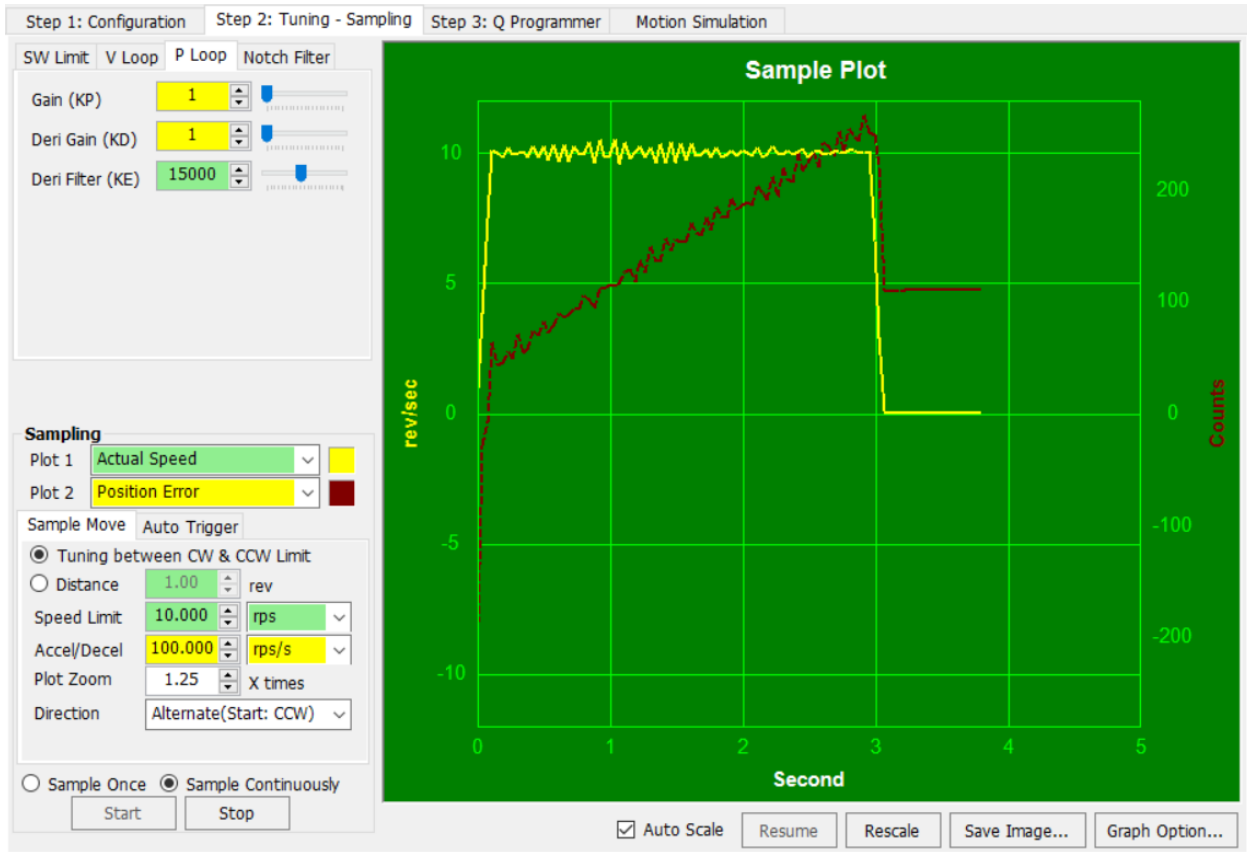 Step 1: Configuration Step 2: Tuning - Sampling Step 3: Q Programmer Motion Simulation
SW Limit V Loop P Loop Notch Filter
Gain (KP) 1
Deri Gain (KD) 1
Deri Filter (KE) 15000
Sampling
Plot 1 Actual Speed
Plot 2 Position Error
Sample Move Auto Trigger
Tuning between CW & CCW Limit
Distance 1.00 rev
Speed Limit 10.000 rps
Accel/Decel 100.000 rps/s
Plot Zoom 1.25 X times
Direction Alternate(Start: CCW)
Sample Once Sample Continuously
Start Stop
Sample Plot
10
5
0
-5
-10
rev/sec
200
100
0
-100
-200
Counts
0 1 2 3 4 5
Second
Auto Scale Resume Rescale Save Image... Graph Option...